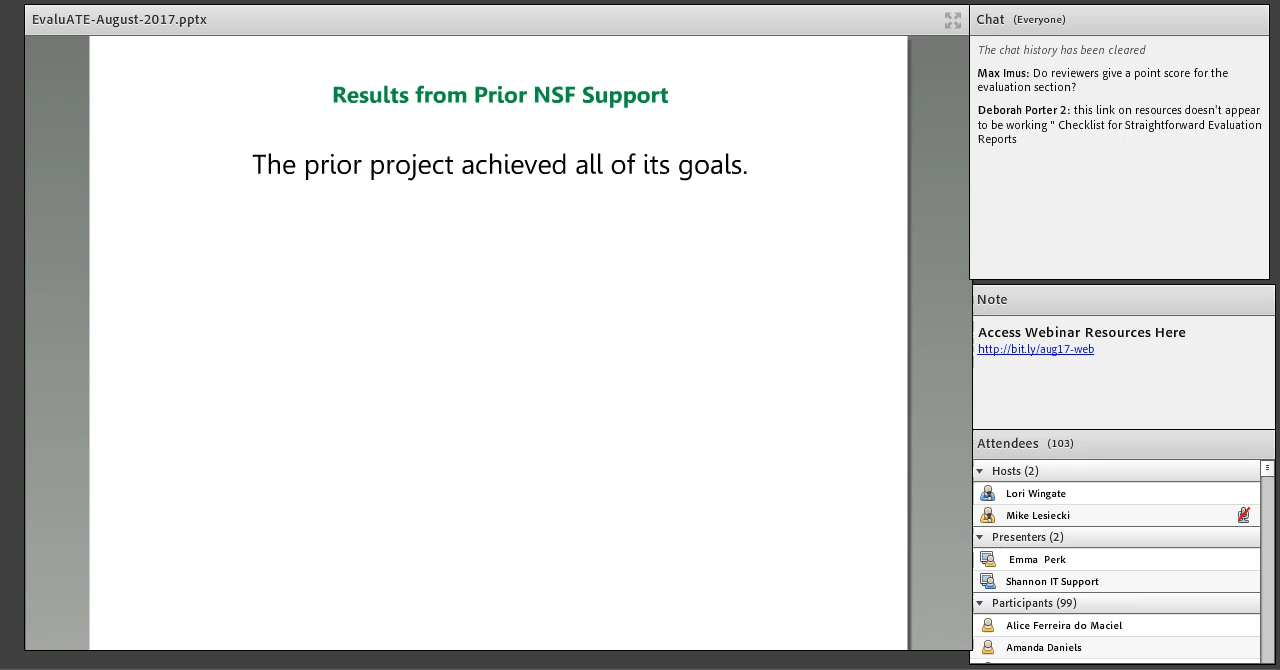 EvaluATE-August-2017.pptx
Results from Prior NSF Support
The prior project achieved all of its goals.
Chat (Everyone)
The chat history has been cleared
Max Imus: Do reviewers give a point score for the
evaluation section?
Deborah Porter 2: this link on resources doesn't appear
to be working " Checklist for Straightforward Evaluation
Reports
Note
Access Webinar Resources Here
http://bit.ly/aug17-web
Attendees (103)
Hosts (2)
Lori Wingate
Mike Lesiecki
Presenters (2)
Emma Perk
Shannon IT Support
Participants (99)
Alice Ferreira do Maciel
Amanda Daniels